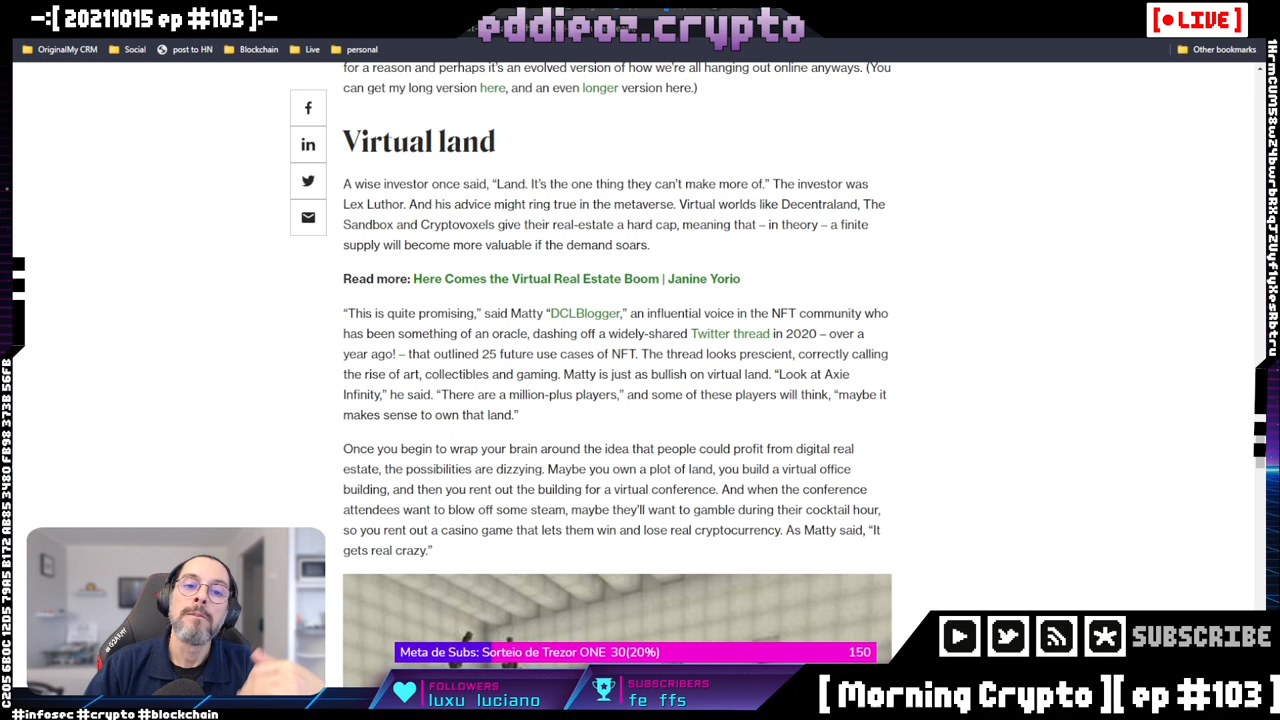 —:[ 20211015 ep #103 ]:—
eddieoz.crypto
[● LIVE]
OriginalMy CRM
Social
post to HN
Blockchain
Live
personal
Other bookmarks
for a reason and perhaps it's an evolved version of how we're all hanging out online anyways. (You
can get my long version here, and an even longer version here.)
Virtual land
A wise investor once said, “Land. It’s the one thing they can’t make more of.” The investor was
Lex Luthor. And his advice might ring true in the metaverse. Virtual worlds like Decentraland, The
Sandbox and Cryptovoxels give their real-estate a hard cap, meaning that – in theory – a finite
supply will become more valuable if the demand soars.
Read more: Here Comes the Virtual Real Estate Boom | Janine Yorio
“This is quite promising,” said Matty “DCLBlogger,” an influential voice in the NFT community who
has been something of an oracle, dashing off a widely-shared Twitter thread in 2020 – over a
year ago! – that outlined 25 future use cases of NFT. The thread looks prescient, correctly calling
the rise of art, collectibles and gaming. Matty is just as bullish on virtual land. “Look at Axie
Infinity,” he said. “There are a million-plus players,” and some of these players will think, “maybe it
makes sense to own that land.”
Once you begin to wrap your brain around the idea that people could profit from digital real
estate, the possibilities are dizzying. Maybe you own a plot of land, you build a virtual office
building, and then you rent out the building for a virtual conference. And when the conference
attendees want to blow off some steam, maybe they’ll want to gamble during their cocktail hour,
so you rent out a casino game that lets them win and lose real cryptocurrency. As Matty said, “It
gets real crazy.”
Meta de Subs: Sorteio de Trezor ONE 30(20%) 150
FOLLOWERS
luxu luciano
SUBSCRIBERS
fe ffs
SUBSCRIBE
[ Morning Crypto ][ ep #103 ]
#infosec #crypto #blockchain
C505 6B0C 12D5 79A5 B172 AB85 3480 FB98 373B 56FB